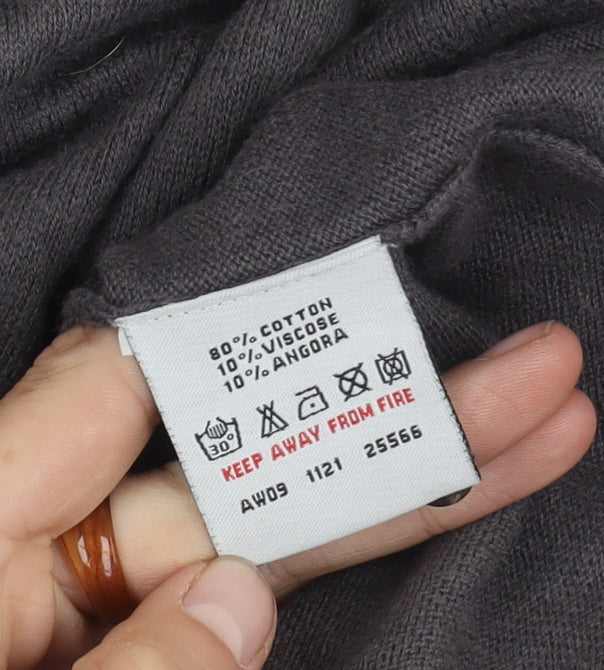 80% COTTON
10% VISCOSE
10% ANGORA
30°
KEEP AWAY FROM FIRE
AW09 1121 25566